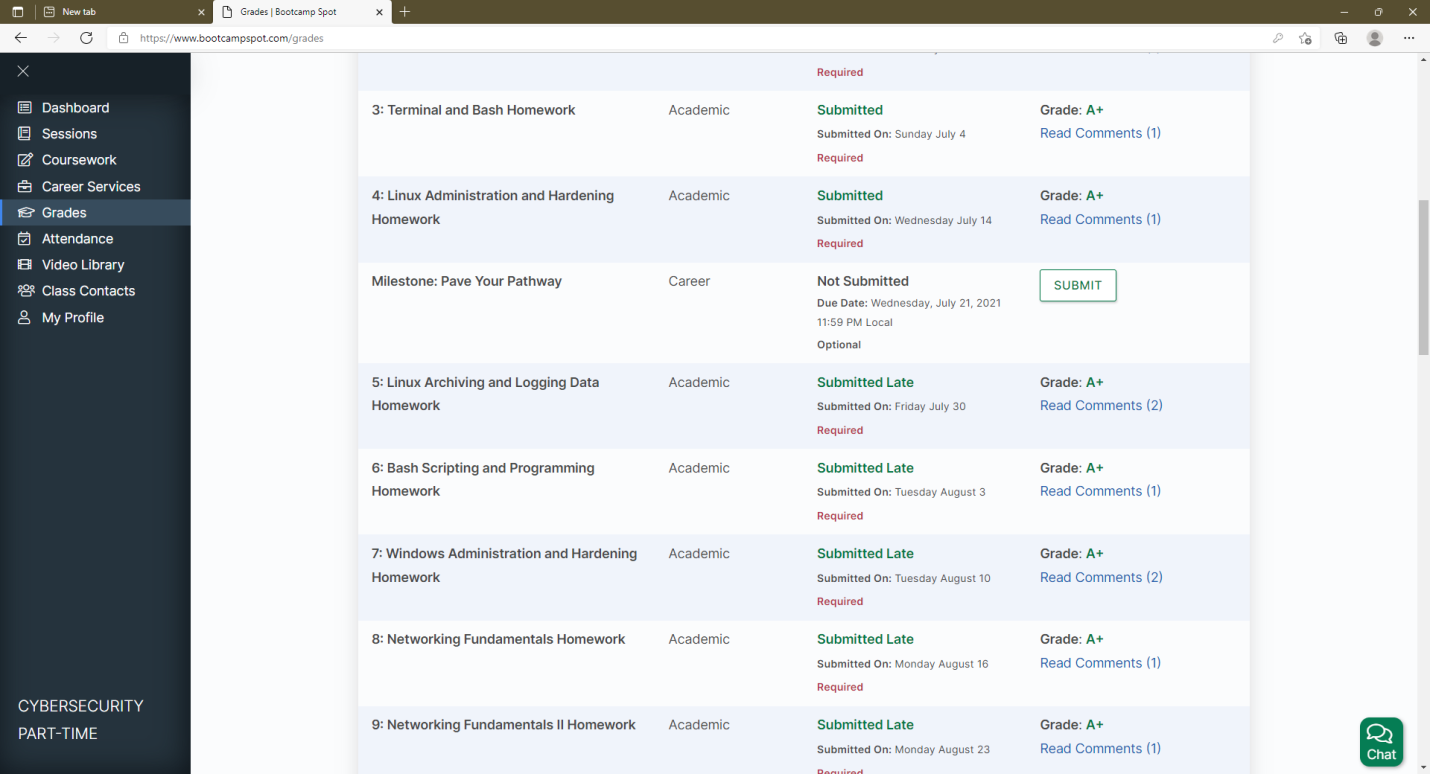 New tab
Grades | Bootcamp Spot
https://www.bootcampspot.com/grades
Dashboard
Sessions
Coursework
Career Services
Grades
Attendance
Video Library
Class Contacts
My Profile
CYBERSECURITY
PART-TIME
Required
3: Terminal and Bash Homework
Academic
Submitted
Submitted On: Sunday July 4
Required
Grade: A+
Read Comments (1)
4: Linux Administration and Hardening
Homework
Academic
Submitted
Submitted On: Wednesday July 14
Required
Grade: A+
Read Comments (1)
Milestone: Pave Your Pathway
Career
Not Submitted
Due Date: Wednesday, July 21, 2021
11:59 PM Local
Optional
SUBMIT
5: Linux Archiving and Logging Data
Homework
Academic
Submitted Late
Submitted On: Friday July 30
Required
Grade: A+
Read Comments (2)
6: Bash Scripting and Programming
Homework
Academic
Submitted Late
Submitted On: Tuesday August 3
Required
Grade: A+
Read Comments (1)
7: Windows Administration and Hardening
Homework
Academic
Submitted Late
Submitted On: Tuesday August 10
Required
Grade: A+
Read Comments (2)
8: Networking Fundamentals Homework
Academic
Submitted Late
Submitted On: Monday August 16
Required
Grade: A+
Read Comments (1)
9: Networking Fundamentals II Homework
Academic
Submitted Late
Submitted On: Monday August 23
Required
Grade: A+
Read Comments (1)
Chat